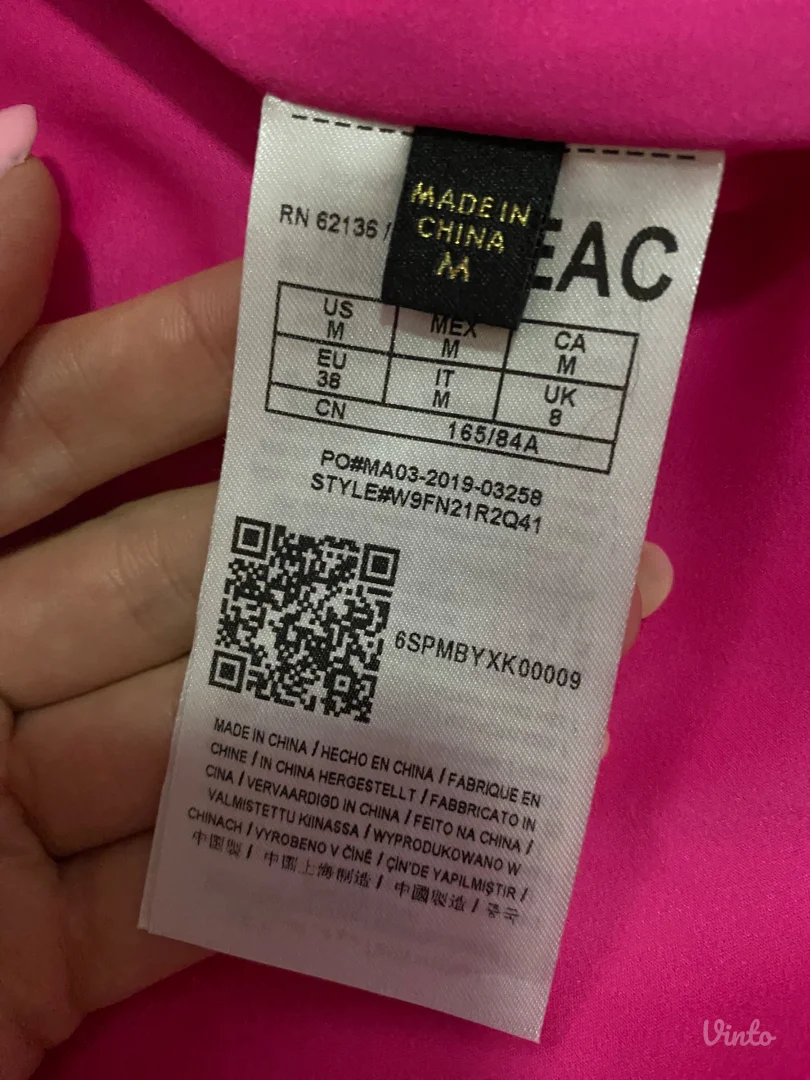 MADE IN
CHINA
M
RN 62136 /
EAC
US
M
MEX
M
CA
M
EU
38
IT
M
UK
8
CN
165/84A
PO#MA03-2019-03258
STYLE#W9FN21R2Q41
6SPMBYXK00009
MADE IN CHINA / HECHO EN CHINA / FABRIQUE EN
CHINE / IN CHINA HERGESTELLT / FABBRICATO IN
CINA / VERVAARDIGD IN CHINA / FEITO NA CHINA /
VALMISTETTU KIINASSA / WYPRODUKOWANO W
CHINACH / VYROBENO V ČÍNĚ / ÇİN'DE YAPILMIŞTIR /
中国製 / 中国上海制造 / 中國製造 / 중국
Vinto